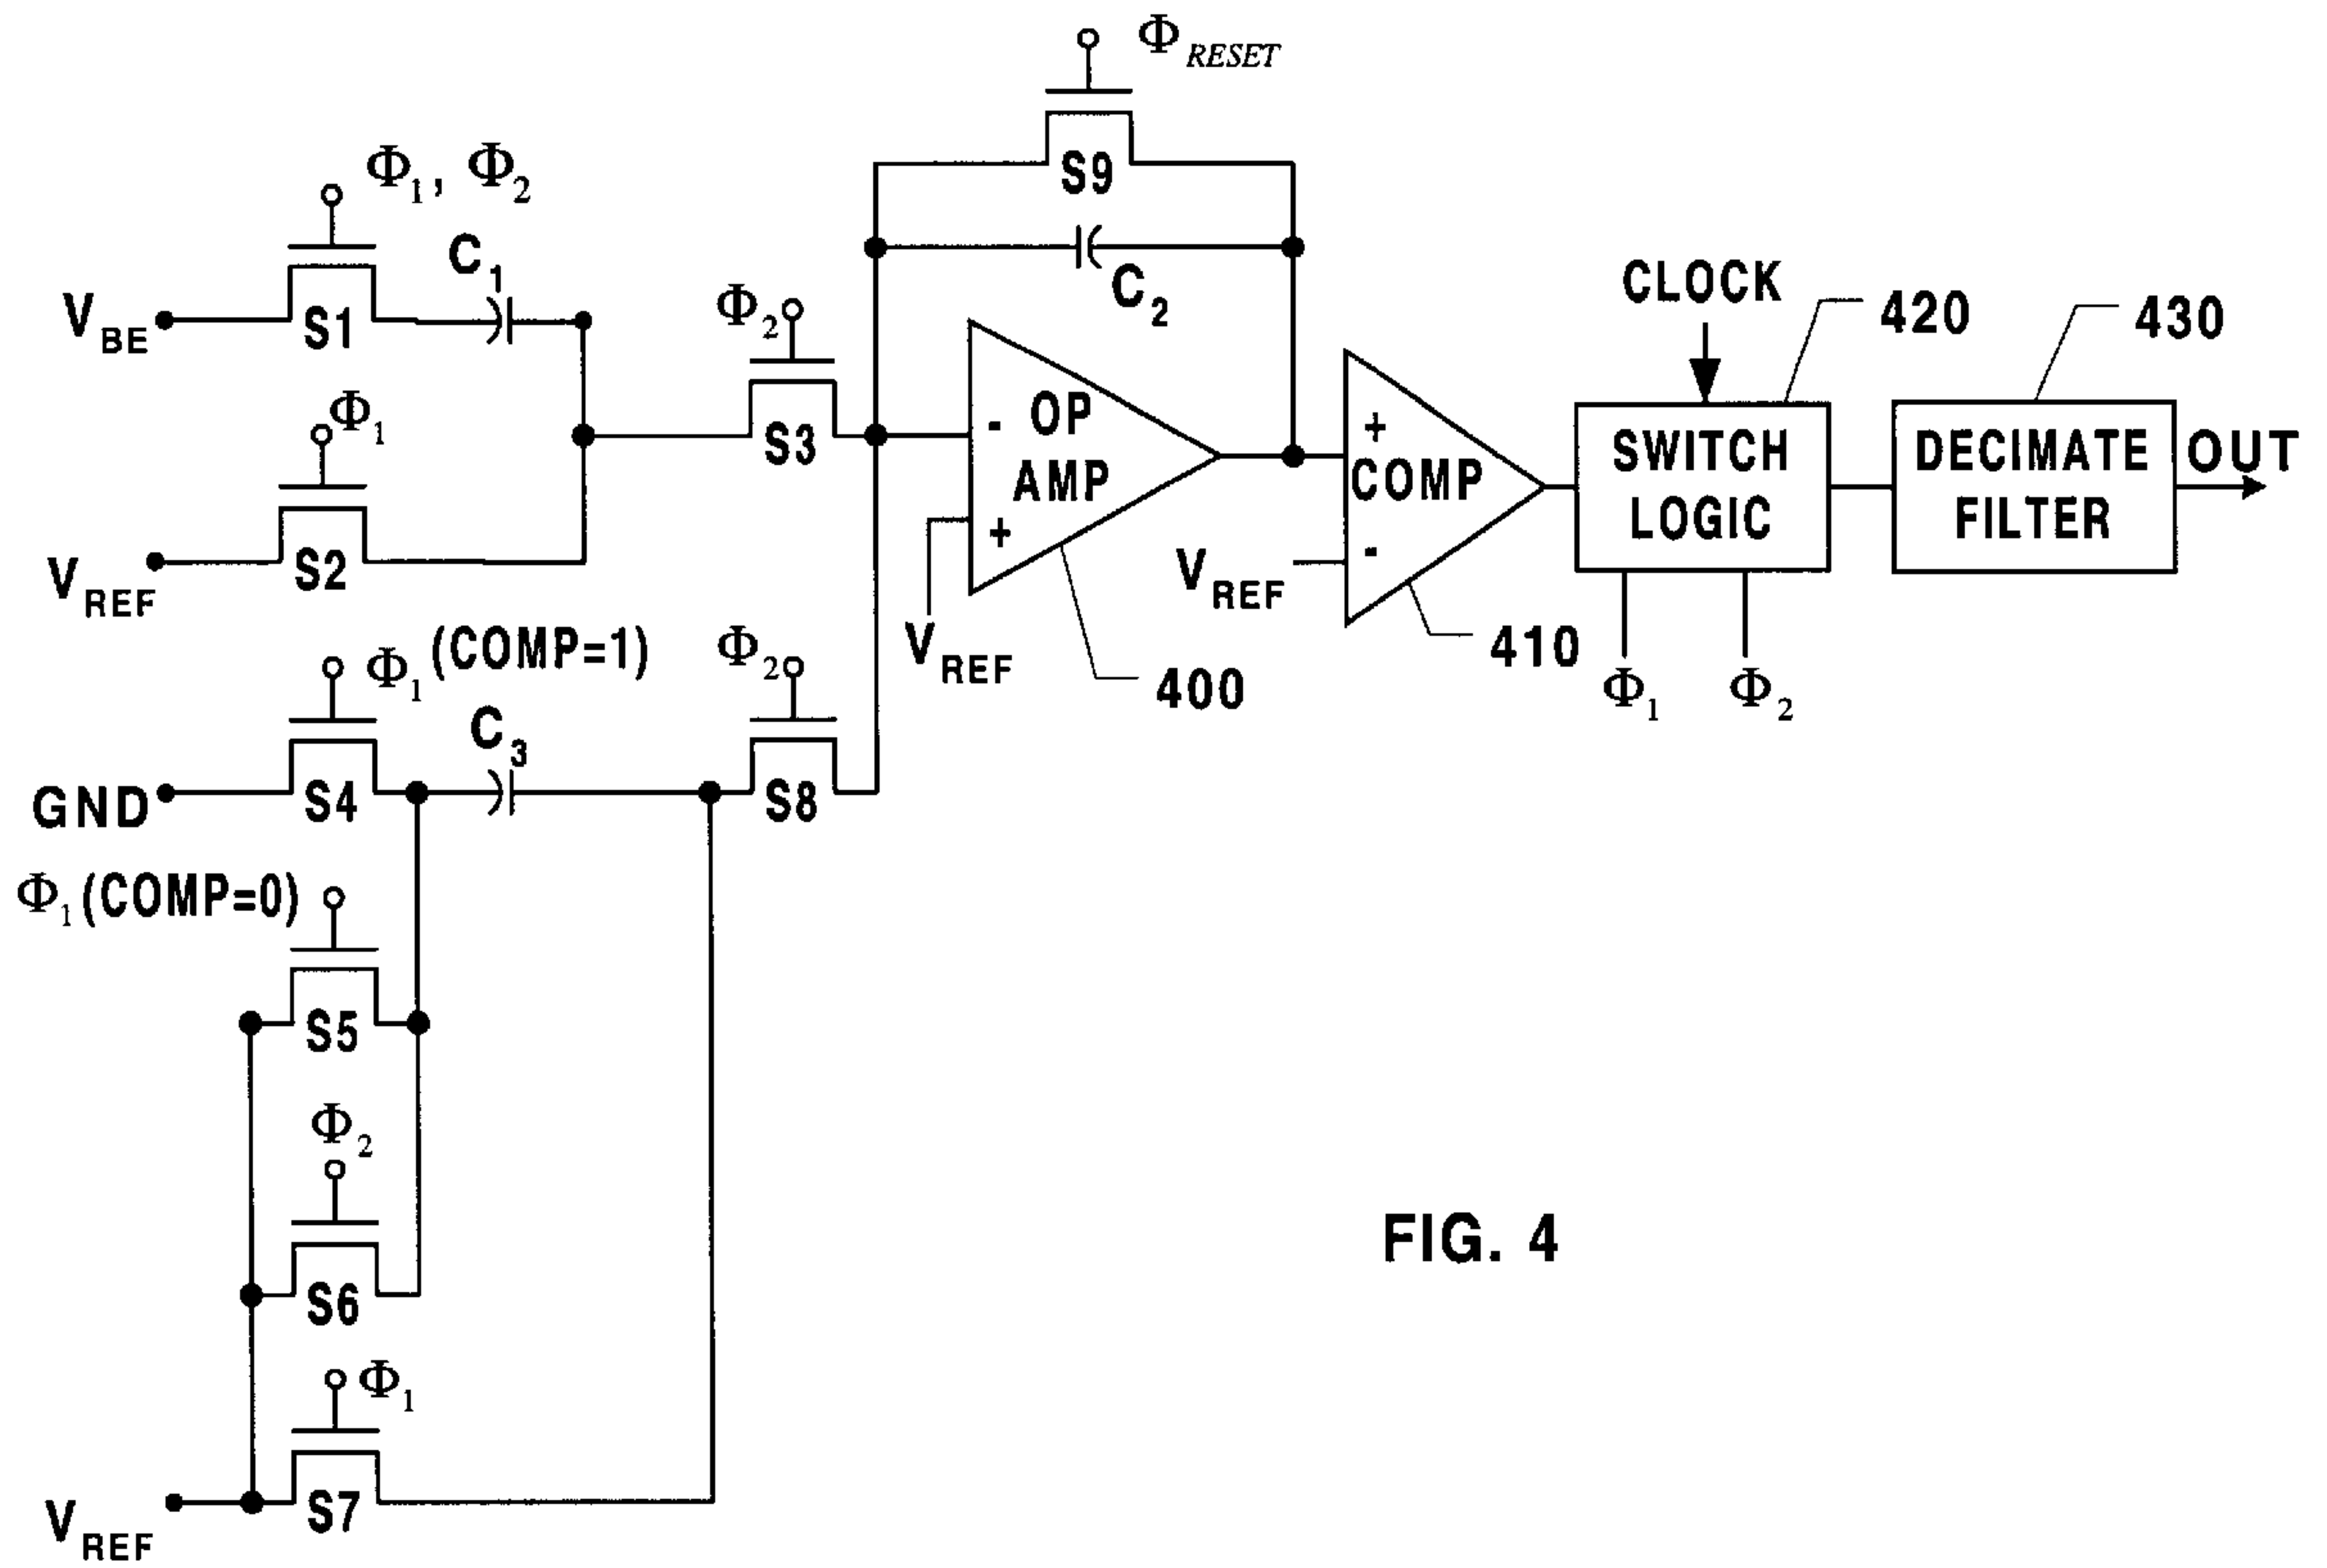 Φ RESET
Φ1, Φ2
C1
S9
VBE
S1
Φ2
C2
CLOCK
420
430
Φ1
S3
- OP AMP +
+ COMP -
SWITCH LOGIC
DECIMATE FILTER
OUT
VREF
S2
VREF
VREF
400
410
Φ1
Φ2
Φ1 (COMP=1)
Φ2
C3
GND
S4
S8
Φ1 (COMP=0)
S5
Φ2
S6
FIG. 4
Φ1
S7
VREF